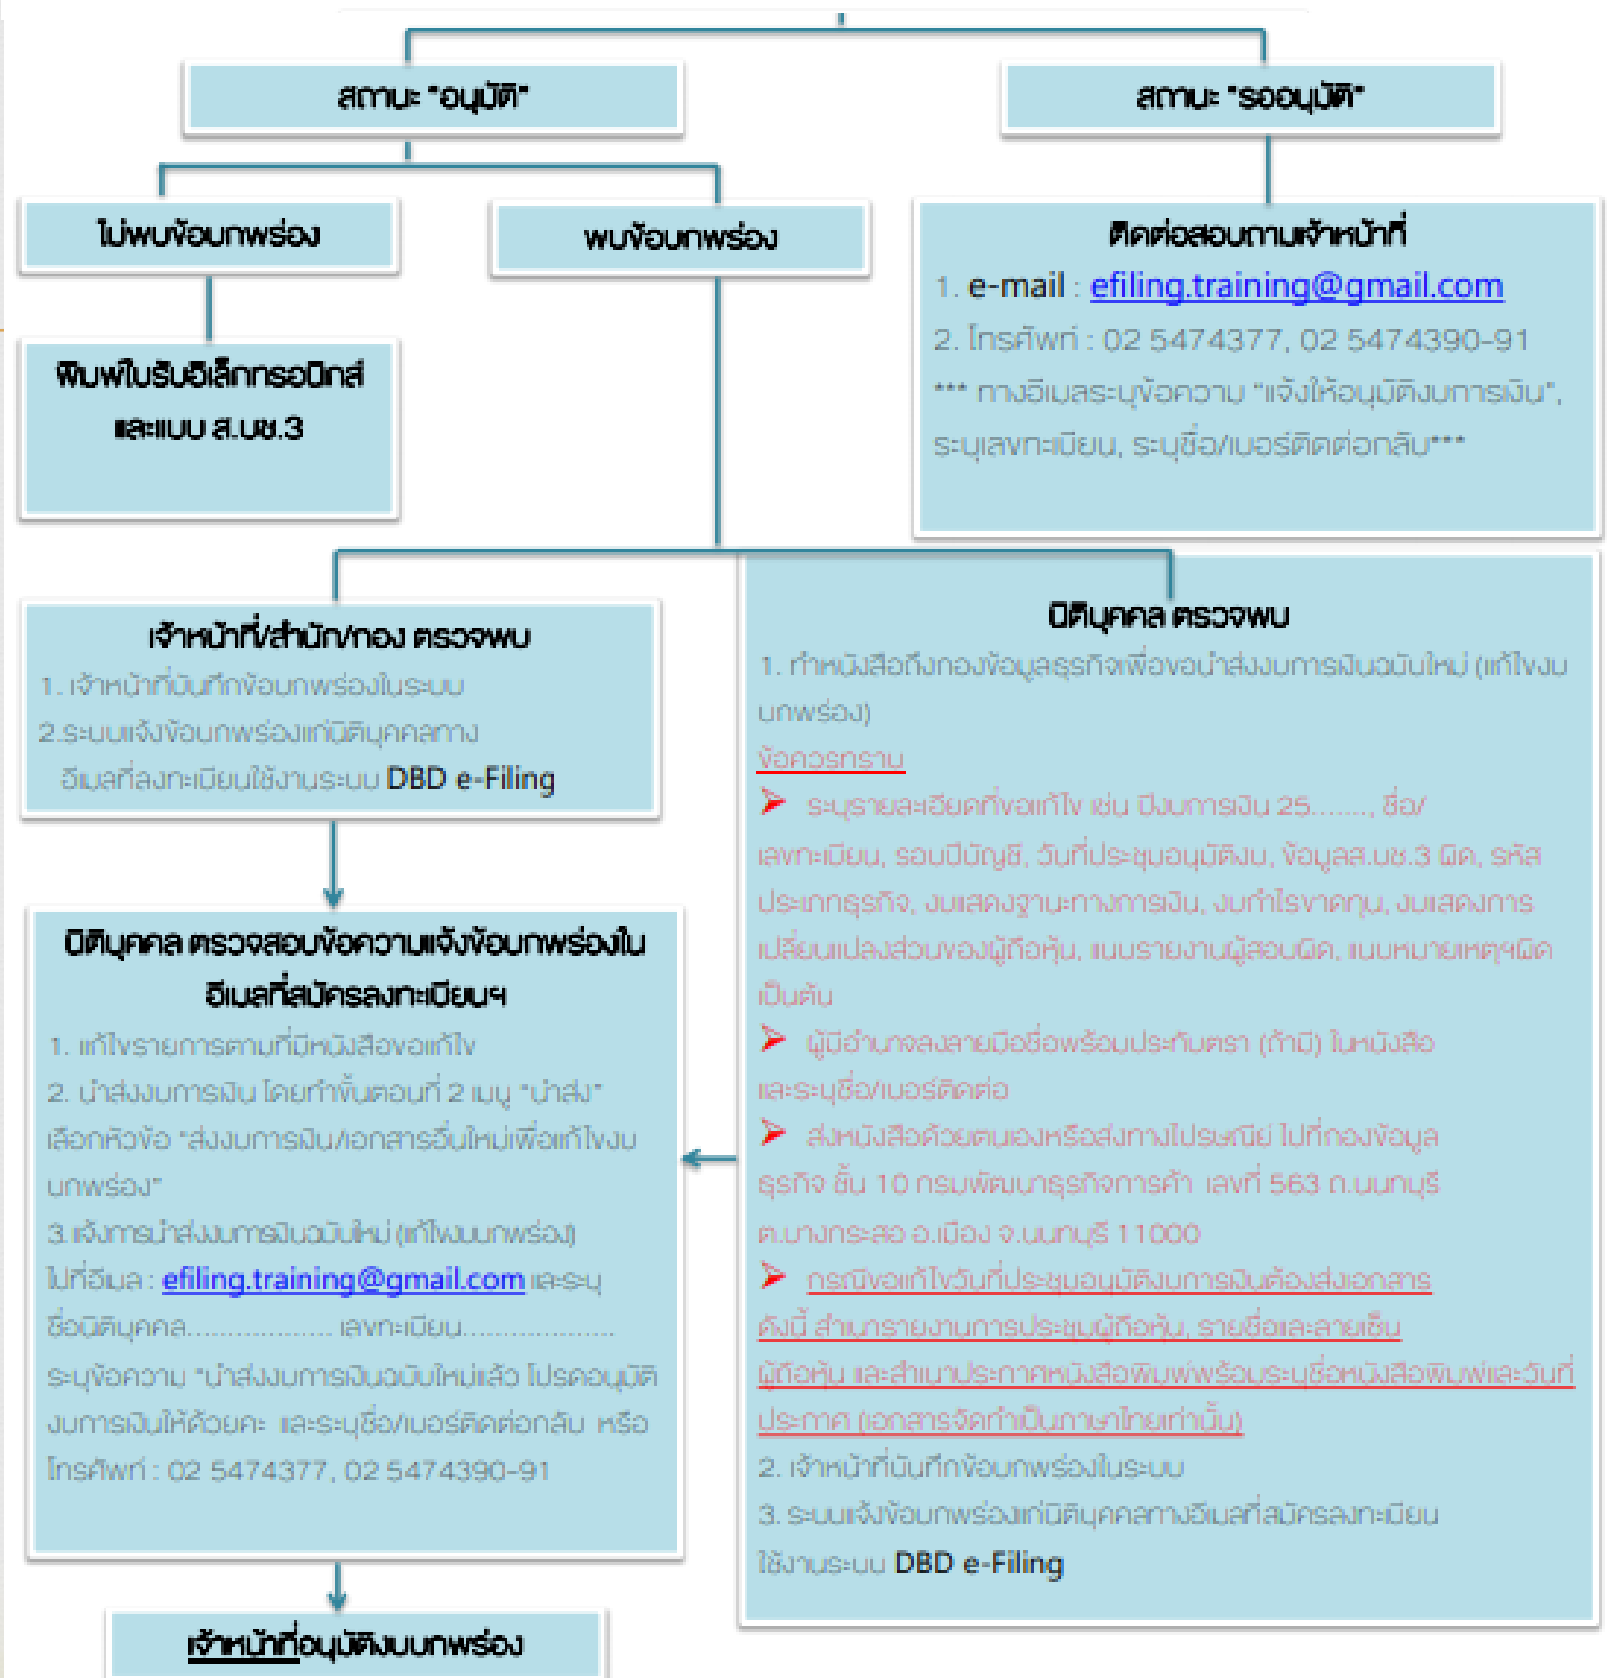 สถานะ "อนุมัติ"
สถานะ "รออนุมัติ"
ไม่พบข้อบกพร่อง
พบข้อบกพร่อง
พิมพ์ใบรับอิเล็กทรอนิกส์
และแบบ ส.บช.3
ติดต่อสอบถามเจ้าหน้าที่
1. e-mail : efiling.training@gmail.com
2. โทรศัพท์ : 02 5474377, 02 5474390-91
*** ทางอีเมลระบุข้อความ "แจ้งให้อนุมัติงบการเงิน",
ระบุเลขทะเบียน, ระบุชื่อ/เบอร์ติดต่อกลับ***
เจ้าหน้าที่/สำนัก/กอง ตรวจพบ
1. เจ้าหน้าที่บันทึกข้อบกพร่องในระบบ
2.ระบบแจ้งข้อบกพร่องแก่นิติบุคคลทาง
อีเมลที่ลงทะเบียนใช้งานระบบ DBD e-Filing
นิติบุคคล ตรวจสอบข้อความแจ้งข้อบกพร่องใน
อีเมลที่สมัครลงทะเบียนฯ
1. แก้ไขรายการตามที่มีหนังสือขอแก้ไข
2. นำส่งงบการเงิน โดยทำขั้นตอนที่ 2 เมนู "นำส่ง"
เลือกหัวข้อ "ส่งงบการเงิน/เอกสารอื่นใหม่เพื่อแก้ไขงบ
บกพร่อง"
3. แจ้งการนำส่งงบการเงินฉบับใหม่ (แก้ไขงบบกพร่อง)
ไปที่อีเมล : efiling.training@gmail.com และระบุ
ชื่อนิติบุคคล................... เลขทะเบียน....................
ระบุข้อความ "นำส่งงบการเงินฉบับใหม่แล้ว โปรดอนุมัติ
งบการเงินให้ด้วยคะ และระบุชื่อ/เบอร์ติดต่อกลับ หรือ
โทรศัพท์ : 02 5474377, 02 5474390-91
เจ้าหน้าที่อนุมัติงบบกพร่อง
นิติบุคคล ตรวจพบ
1. ทำหนังสือถึงกองข้อมูลธุรกิจเพื่อขอนำส่งงบการเงินฉบับใหม่ (แก้ไขงบ
บกพร่อง)
ข้อควรทราบ
➤ ระบุรายละเอียดที่ขอแก้ไข เช่น ปีงบการเงิน 25......., ชื่อ/
เลขทะเบียน, รอบปีบัญชี, วันที่ประชุมอนุมัติงบ, ข้อมูลส.บช.3 ผิด, รหัส
ประเภทธุรกิจ, งบแสดงฐานะทางการเงิน, งบกำไรขาดทุน, งบแสดงการ
เปลี่ยนแปลงส่วนของผู้ถือหุ้น, แนบรายงานผู้สอบผิด, แนบหมายเหตุฯผิด
เป็นต้น
➤ ผู้มีอำนาจลงลายมือชื่อพร้อมประทับตรา (ถ้ามี) ในหนังสือ
และระบุชื่อ/เบอร์ติดต่อ
➤ ส่งหนังสือด้วยตนเองหรือส่งทางไปรษณีย์ ไปที่กองข้อมูล
ธุรกิจ ชั้น 10 กรมพัฒนาธุรกิจการค้า เลขที่ 563 ถ.นนทบุรี
ต.บางกระสอ อ.เมือง จ.นนทบุรี 11000
➤ กรณีขอแก้ไขวันที่ประชุมอนุมัติงบการเงินต้องส่งเอกสาร
ดังนี้ สำเนารายงานการประชุมผู้ถือหุ้น, รายชื่อและลายเซ็น
ผู้ถือหุ้น และสำเนาประกาศหนังสือพิมพ์พร้อมระบุชื่อหนังสือพิมพ์และวันที่
ประกาศ (เอกสารจัดทำเป็นภาษาไทยเท่านั้น)
2. เจ้าหน้าที่บันทึกข้อบกพร่องในระบบ
3. ระบบแจ้งข้อบกพร่องแก่นิติบุคคลทางอีเมลที่สมัครลงทะเบียน
ใช้งานระบบ DBD e-Filing